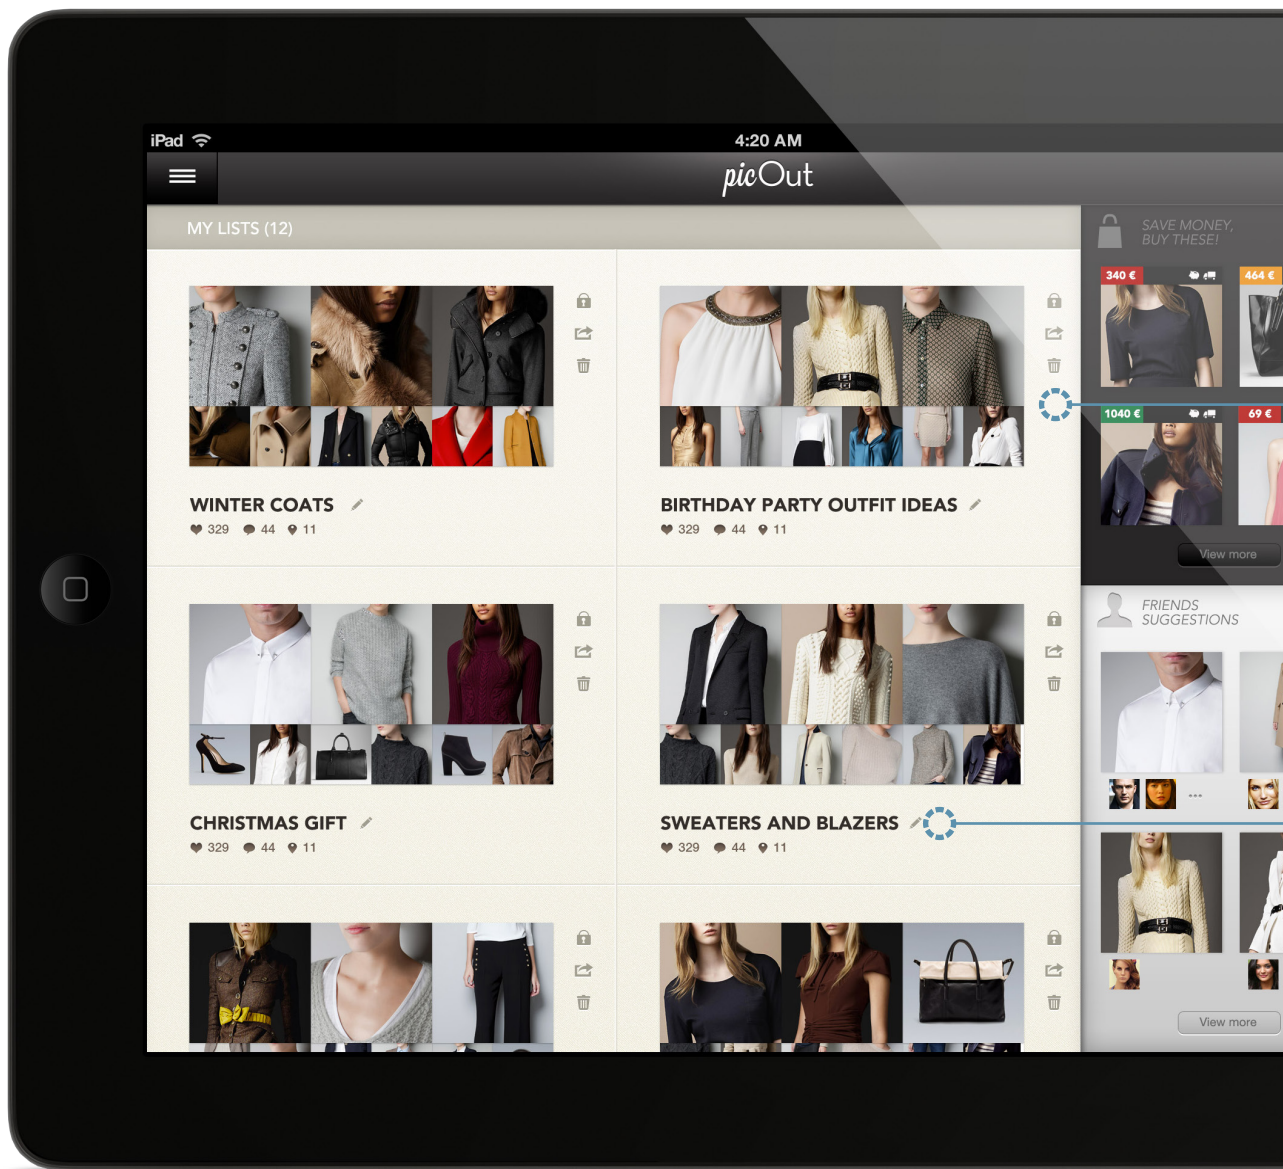 iPad
4:20 AM
picOut
MY LISTS (12)
SAVE MONEY,
BUY THESE!
340 €
464 €
1040 €
69 €
View more
WINTER COATS
329 44 11
BIRTHDAY PARTY OUTFIT IDEAS
329 44 11
FRIENDS
SUGGESTIONS
CHRISTMAS GIFT
329 44 11
SWEATERS AND BLAZERS
329 44 11
View more